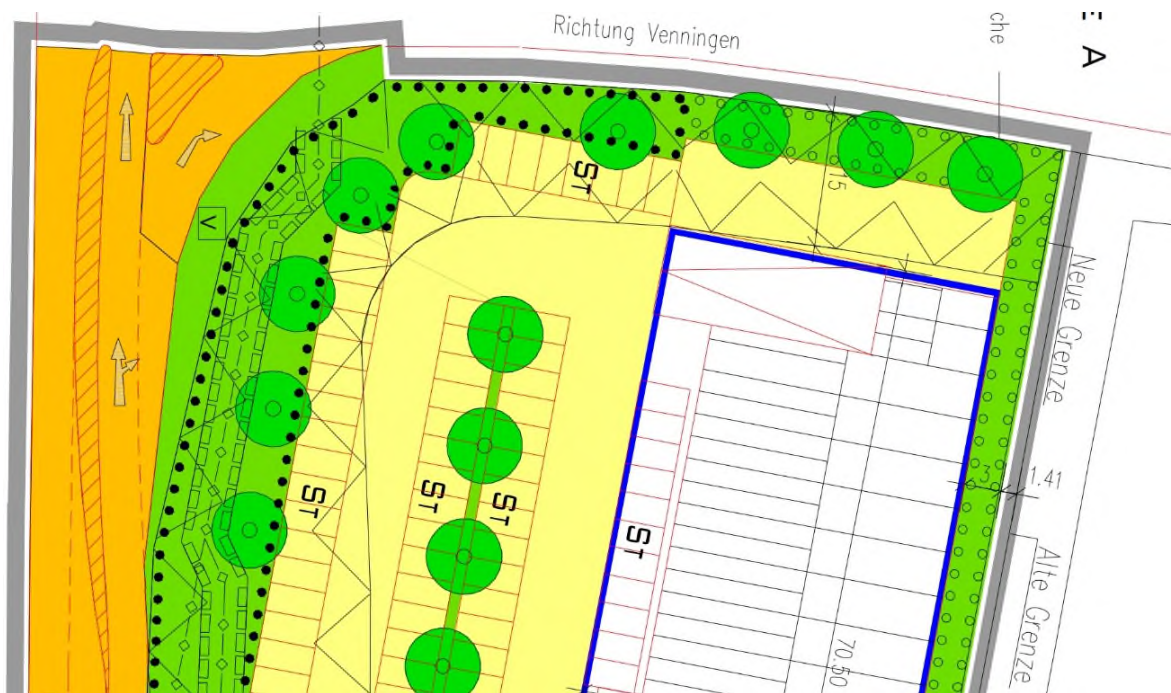 Richtung Venningen
che
E A
ST
15
V
Neue Grenze
ST
ST
ST
ST
3
1.41
Alte Grenze
70.50